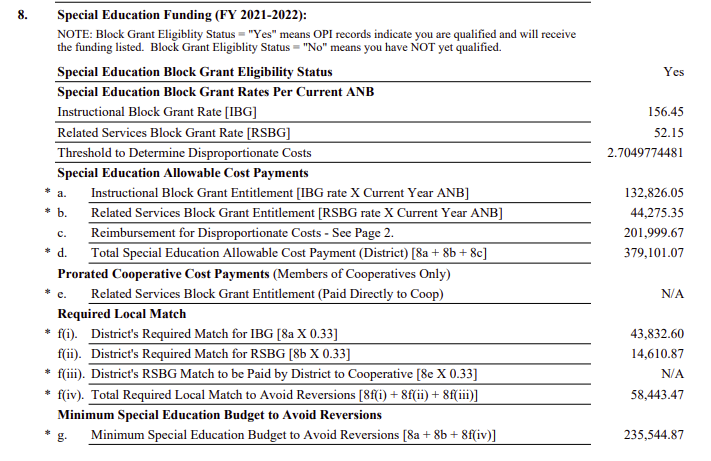 8. Special Education Funding (FY 2021-2022):
NOTE: Block Grant Eligiblity Status = "Yes" means OPI records indicate you are qualified and will receive
the funding listed. Block Grant Eligiblity Status = "No" means you have NOT yet qualified.
Special Education Block Grant Eligibility Status Yes
Special Education Block Grant Rates Per Current ANB
Instructional Block Grant Rate [IBG] 156.45
Related Services Block Grant Rate [RSBG] 52.15
Threshold to Determine Disproportionate Costs 2.7049774481
Special Education Allowable Cost Payments
* a. Instructional Block Grant Entitlement [IBG rate X Current Year ANB] 132,826.05
* b. Related Services Block Grant Entitlement [RSBG rate X Current Year ANB] 44,275.35
c. Reimbursement for Disproportionate Costs - See Page 2. 201,999.67
* d. Total Special Education Allowable Cost Payment (District) [8a + 8b + 8c] 379,101.07
Prorated Cooperative Cost Payments (Members of Cooperatives Only)
* e. Related Services Block Grant Entitlement (Paid Directly to Coop) N/A
Required Local Match
* f(i). District's Required Match for IBG [8a X 0.33] 43,832.60
f(ii). District's Required Match for RSBG [8b X 0.33] 14,610.87
* f(iii). District's RSBG Match to be Paid by District to Cooperative [8e X 0.33] N/A
* f(iv). Total Required Local Match to Avoid Reversions [8f(i) + 8f(ii) + 8f(iii)] 58,443.47
Minimum Special Education Budget to Avoid Reversions
* g. Minimum Special Education Budget to Avoid Reversions [8a + 8b + 8f(iv)] 235,544.87